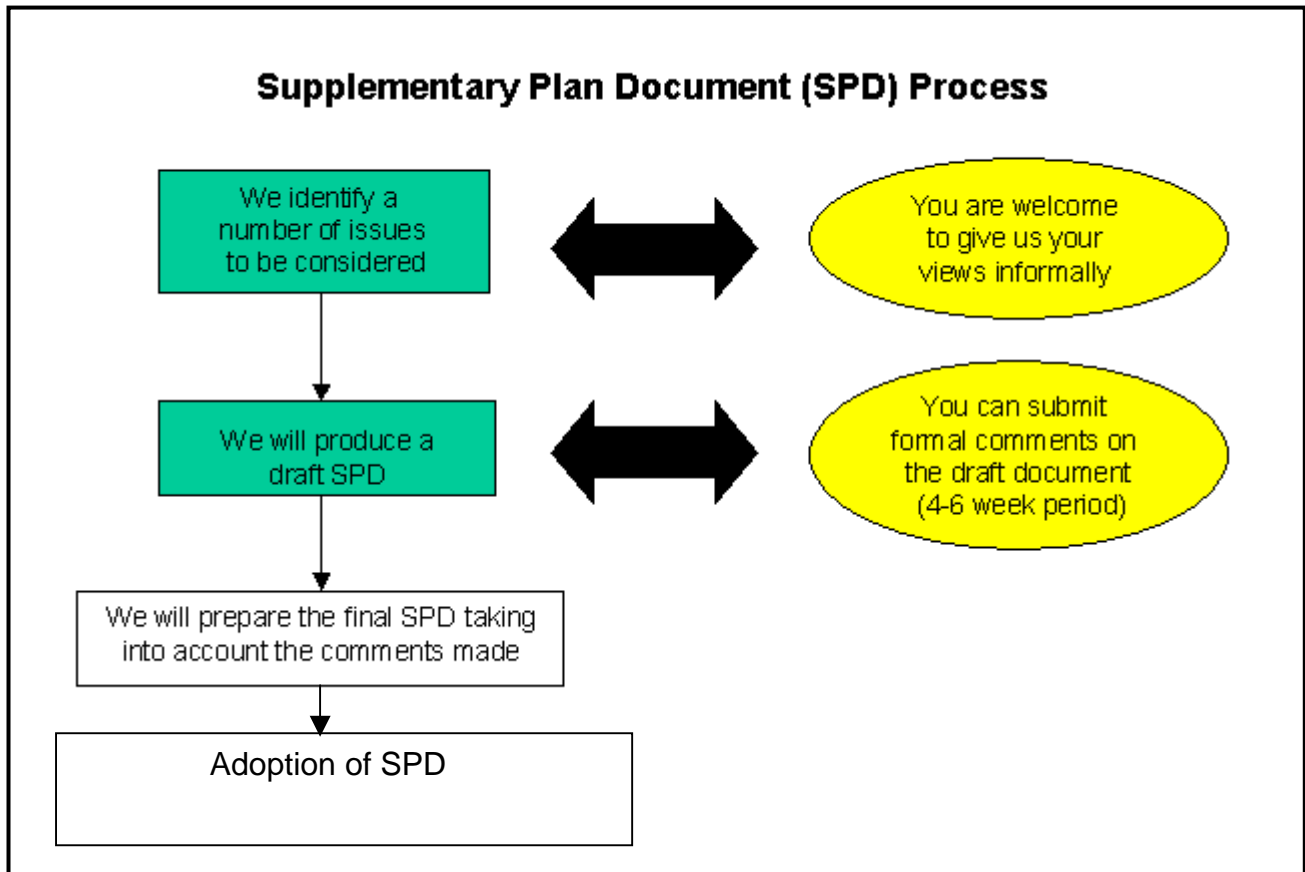 Supplementary Plan Document (SPD) Process
We identify a
number of issues
to be considered
You are welcome
to give us your
views informally
We will produce a
draft SPD
You can submit
formal comments on
the draft document
(4-6 week period)
We will prepare the final SPD taking
into account the comments made
Adoption of SPD